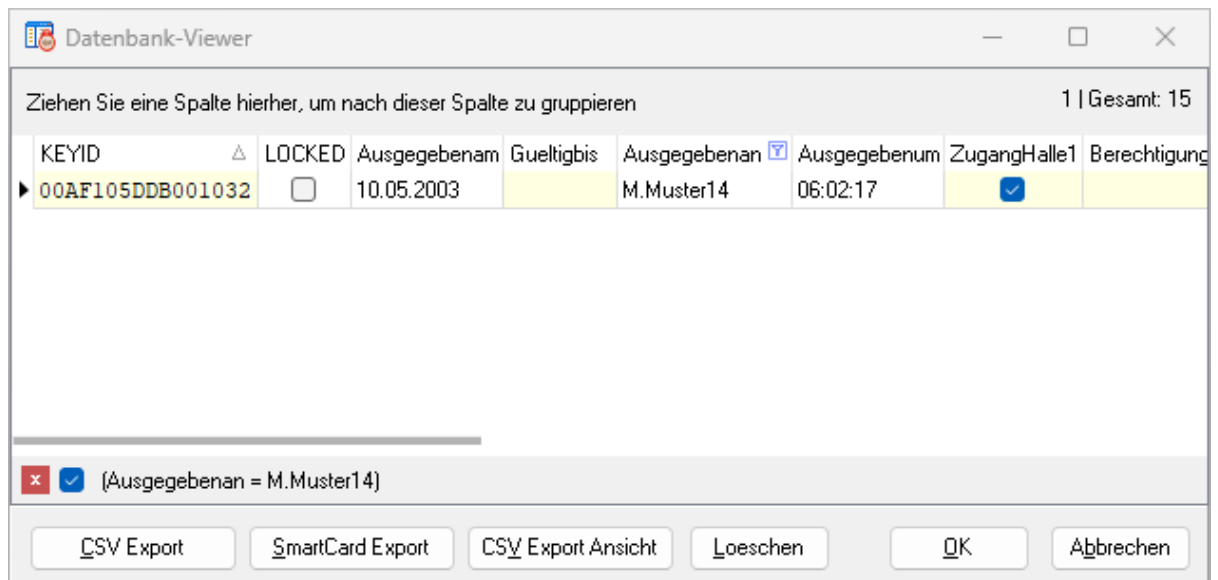 Datenbank-Viewer
Ziehen Sie eine Spalte hierher, um nach dieser Spalte zu gruppieren 1 | Gesamt: 15
KEYID LOCKED Ausgegebenam Gueltigbis Ausgegebenan Ausgegebenum ZugangHalle1 Berechtigung
00AF105DDB001032 10.05.2003 M.Muster14 06:02:17
x (Ausgegebenan = M.Muster14)
CSV Export SmartCard Export CSV Export Ansicht Loeschen OK Abbrechen